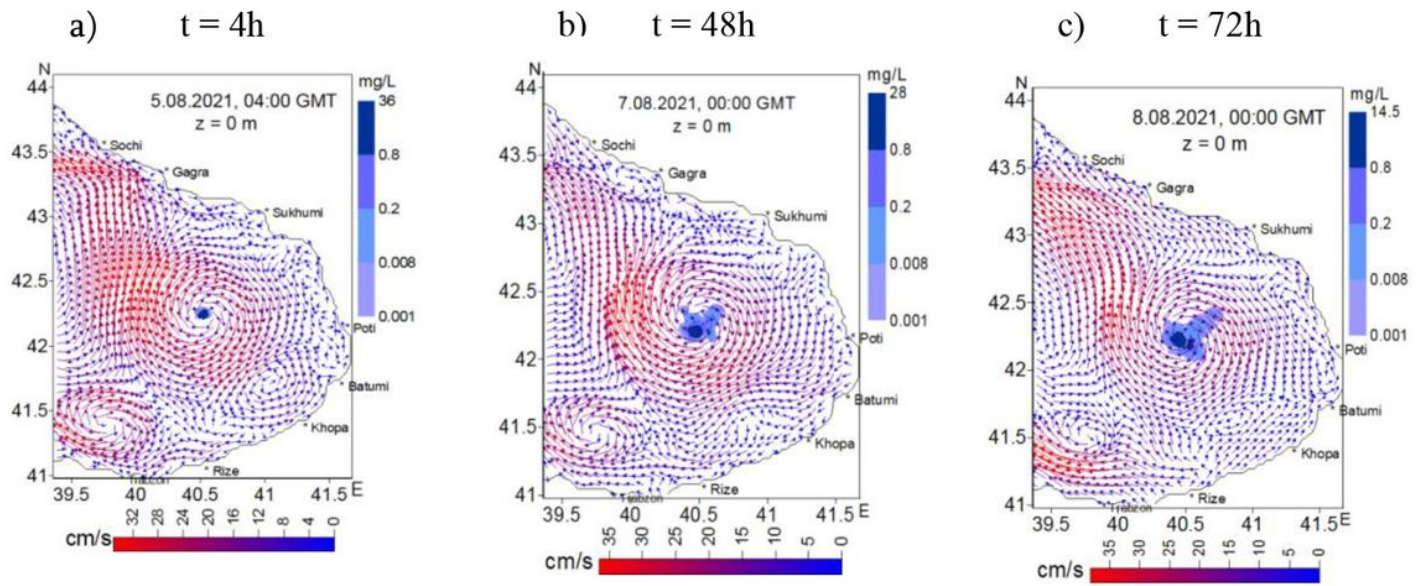 a) t = 4h
N
44
43.5
43
42.5
42
41.5
41
39.5 40 40.5 41 41.5 E
5.08.2021, 04:00 GMT
z = 0 m
Sochi
Gagra
Sukhumi
Poti
Batumi
Khopa
Rize
mg/L
36
0.8
0.2
0.008
0.001
32 28 24 20 16 12 8 4 0
cm/s
b) t = 48h
N
44
43.5
43
42.5
42
41.5
41
39.5 40 40.5 41 41.5 E
7.08.2021, 00:00 GMT
z = 0 m
Sochi
Gagra
Sukhumi
Poti
Batumi
Khopa
Rize
Trabzon
mg/L
28
0.8
0.2
0.008
0.001
35 30 25 20 15 10 5 0
cm/s
c) t = 72h
N
44
43.5
43
42.5
42
41.5
41
39.5 40 40.5 41 41.5 E
8.08.2021, 00:00 GMT
z = 0 m
Sochi
Gagra
Sukhumi
Poti
Batumi
Khopa
Rize
Trabzon
mg/L
14.5
0.8
0.2
0.008
0.001
35 30 25 20 15 10 5 0
cm/s